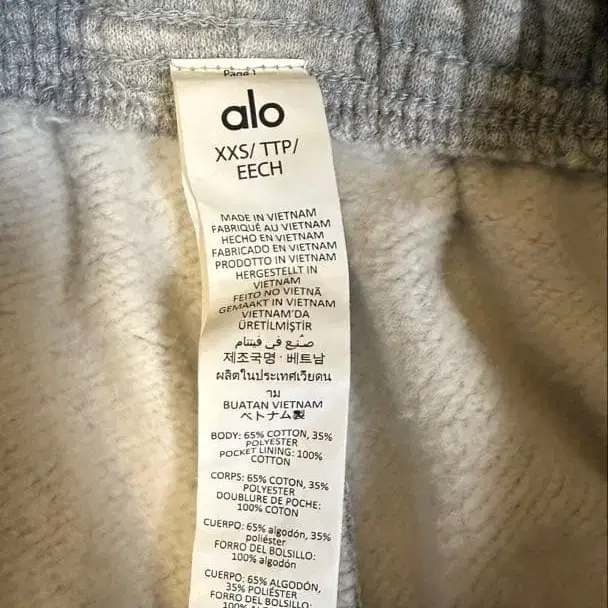 Page 1
alo
XXS/ TTP/
EECH
MADE IN VIETNAM
FABRIQUÉ AU VIETNAM
HECHO EN VIETNAM
FABRICADO EN VIETNAM
PRODOTTO IN VIETNAM
HERGESTELLT IN
VIETNAM
FEITO NO VIETNÃ
GEMAAKT IN VIETNAM
VIETNAM'DA
ÜRETİLMİŞTİR
صُنِع في فيتنام
제조국명 · 베트남
ผลิตในประเทศเวียดน
าม
BUATAN VIETNAM
ベトナム製
BODY: 65% COTTON, 35%
POLYESTER
POCKET LINING: 100%
COTTON
CORPS: 65% COTON, 35%
POLYESTER
DOUBLURE DE POCHE:
100% COTON
CUERPO: 65% algodón, 35%
poliéster
FORRO DEL BOLSILLO:
100% algodón
CUERPO: 65% ALGODÓN,
35% POLIÉSTER
FORRO DEL BOLSILLO:
100% ALGODÓN